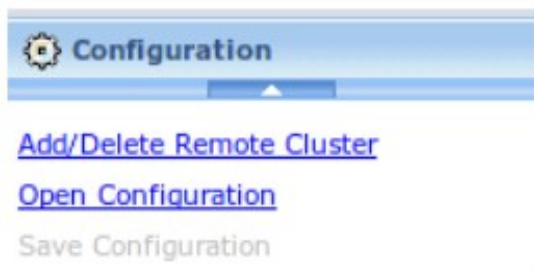 Configuration
Add/Delete Remote Cluster
Open Configuration
Save Configuration